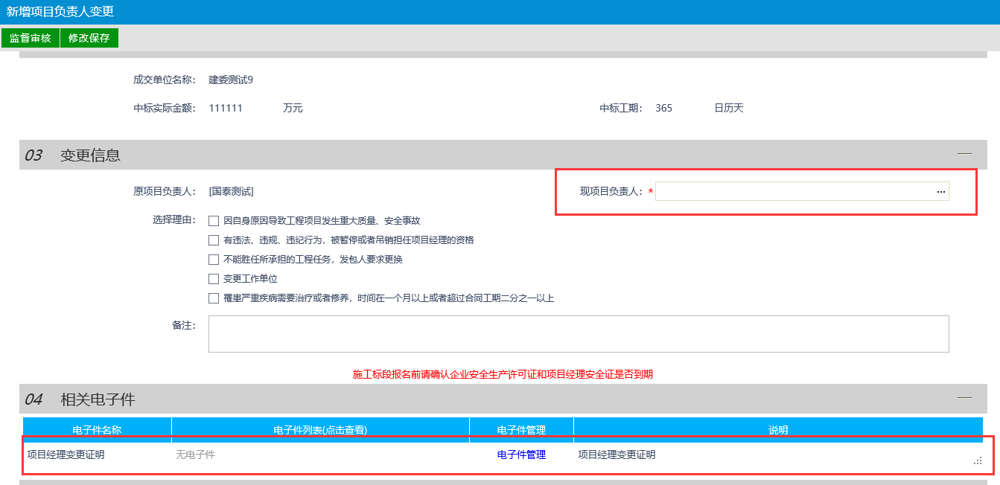 新增项目负责人变更
监督审核 修改保存
成交单位名称： 建委测试9
中标实际金额： 111111 万元 中标工期： 365 日历天
03 变更信息
原项目负责人： [国泰测试] 现项目负责人： * ...
选择理由： 因自身原因导致工程项目发生重大质量、安全事故
有违法、违规、违纪行为，被暂停或者吊销担任项目经理的资格
不能胜任所承担的工程任务，发包人要求更换
变更工作单位
罹患严重疾病需要治疗或者修养，时间在一个月以上或者超过合同工期二分之一以上
备注：
施工标段报名前请确认企业安全生产许可证和项目经理安全证是否到期
04 相关电子件
电子件名称 电子件列表(点击查看) 电子件管理 说明
项目经理变更证明 无电子件 电子件管理 项目经理变更证明